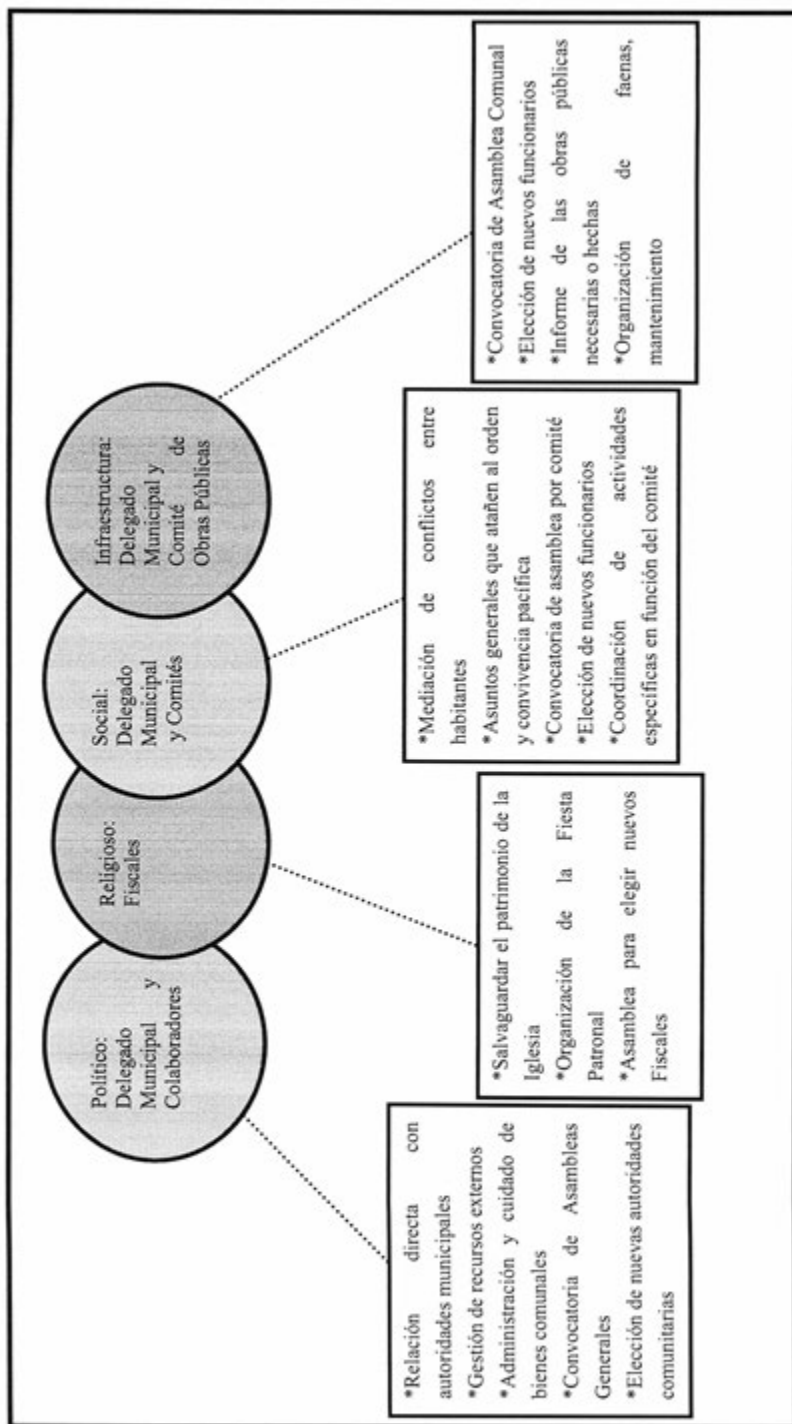 Político:
Delegado
Municipal y
Colaboradores
Religioso:
Fiscales
Social:
Delegado
Municipal
y Comités
Infraestructura:
Delegado
Municipal y
Comité de
Obras Públicas
*Relación directa con
autoridades municipales
*Gestión de recursos externos
*Administración y cuidado de
bienes comunales
*Convocatoria de Asambleas
Generales
*Elección de nuevas autoridades
comunitarias
*Salvaguardar el patrimonio de la
Iglesia
*Organización de la Fiesta
Patronal
*Asamblea para elegir nuevos
Fiscales
*Mediación de conflictos entre
habitantes
*Asuntos generales que atañen al orden
y convivencia pacífica
*Convocatoria de asamblea por comité
*Elección de nuevos funcionarios
*Coordinación de actividades
específicas en función del comité
*Convocatoria de Asamblea Comunal
*Elección de nuevos funcionarios
*Informe de las obras públicas
necesarias o hechas
*Organización de faenas,
mantenimiento